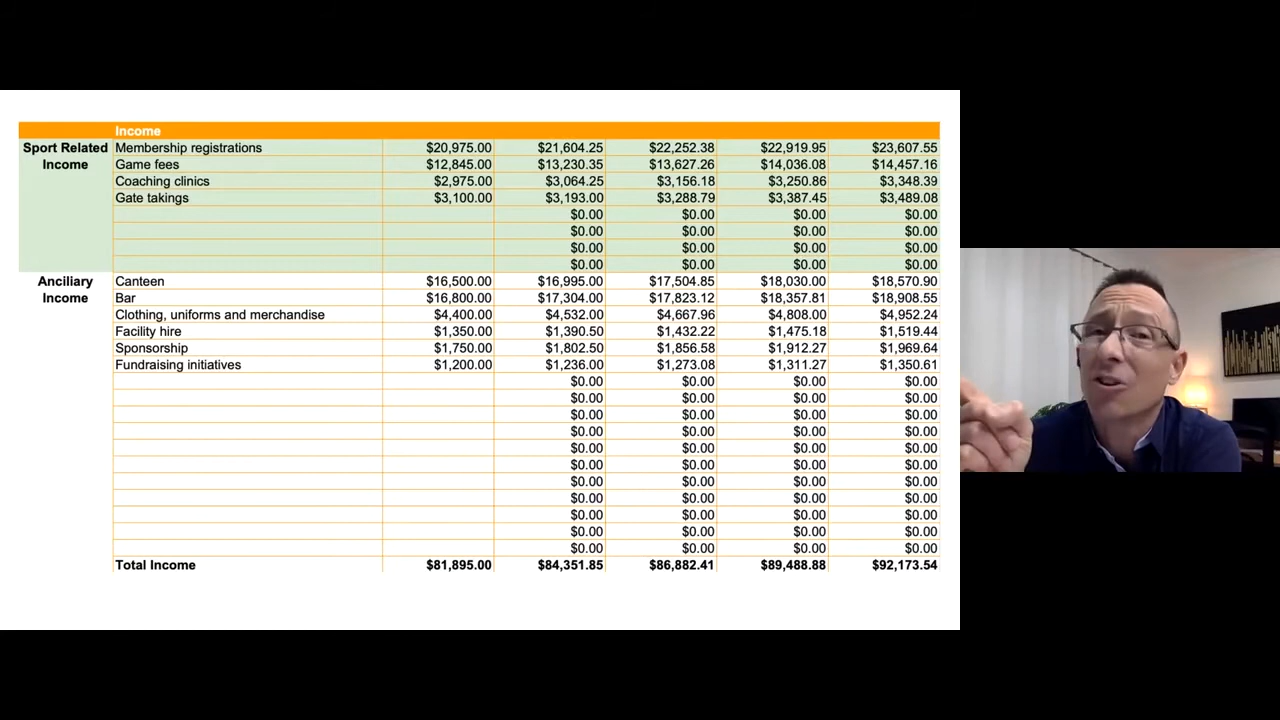 Income
Sport Related Income
Membership registrations $20,975.00 $21,604.25 $22,252.38 $22,919.95 $23,607.55
Game fees $12,845.00 $13,230.35 $13,627.26 $14,036.08 $14,457.16
Coaching clinics $2,975.00 $3,064.25 $3,156.18 $3,250.86 $3,348.39
Gate takings $3,100.00 $3,193.00 $3,288.79 $3,387.45 $3,489.08
$0.00 $0.00 $0.00 $0.00
$0.00 $0.00 $0.00 $0.00
$0.00 $0.00 $0.00 $0.00
$0.00 $0.00 $0.00 $0.00
Anciliary Income
Canteen $16,500.00 $16,995.00 $17,504.85 $18,030.00 $18,570.90
Bar $16,800.00 $17,304.00 $17,823.12 $18,357.81 $18,908.55
Clothing, uniforms and merchandise $4,400.00 $4,532.00 $4,667.96 $4,808.00 $4,952.24
Facility hire $1,350.00 $1,390.50 $1,432.22 $1,475.18 $1,519.44
Sponsorship $1,750.00 $1,802.50 $1,856.58 $1,912.27 $1,969.64
Fundraising initiatives $1,200.00 $1,236.00 $1,273.08 $1,311.27 $1,350.61
$0.00 $0.00 $0.00 $0.00
$0.00 $0.00 $0.00 $0.00
$0.00 $0.00 $0.00 $0.00
$0.00 $0.00 $0.00 $0.00
$0.00 $0.00 $0.00 $0.00
$0.00 $0.00 $0.00 $0.00
$0.00 $0.00 $0.00 $0.00
$0.00 $0.00 $0.00 $0.00
$0.00 $0.00 $0.00 $0.00
$0.00 $0.00 $0.00 $0.00
$0.00 $0.00 $0.00 $0.00
Total Income $81,895.00 $84,351.85 $86,882.41 $89,488.88 $92,173.54